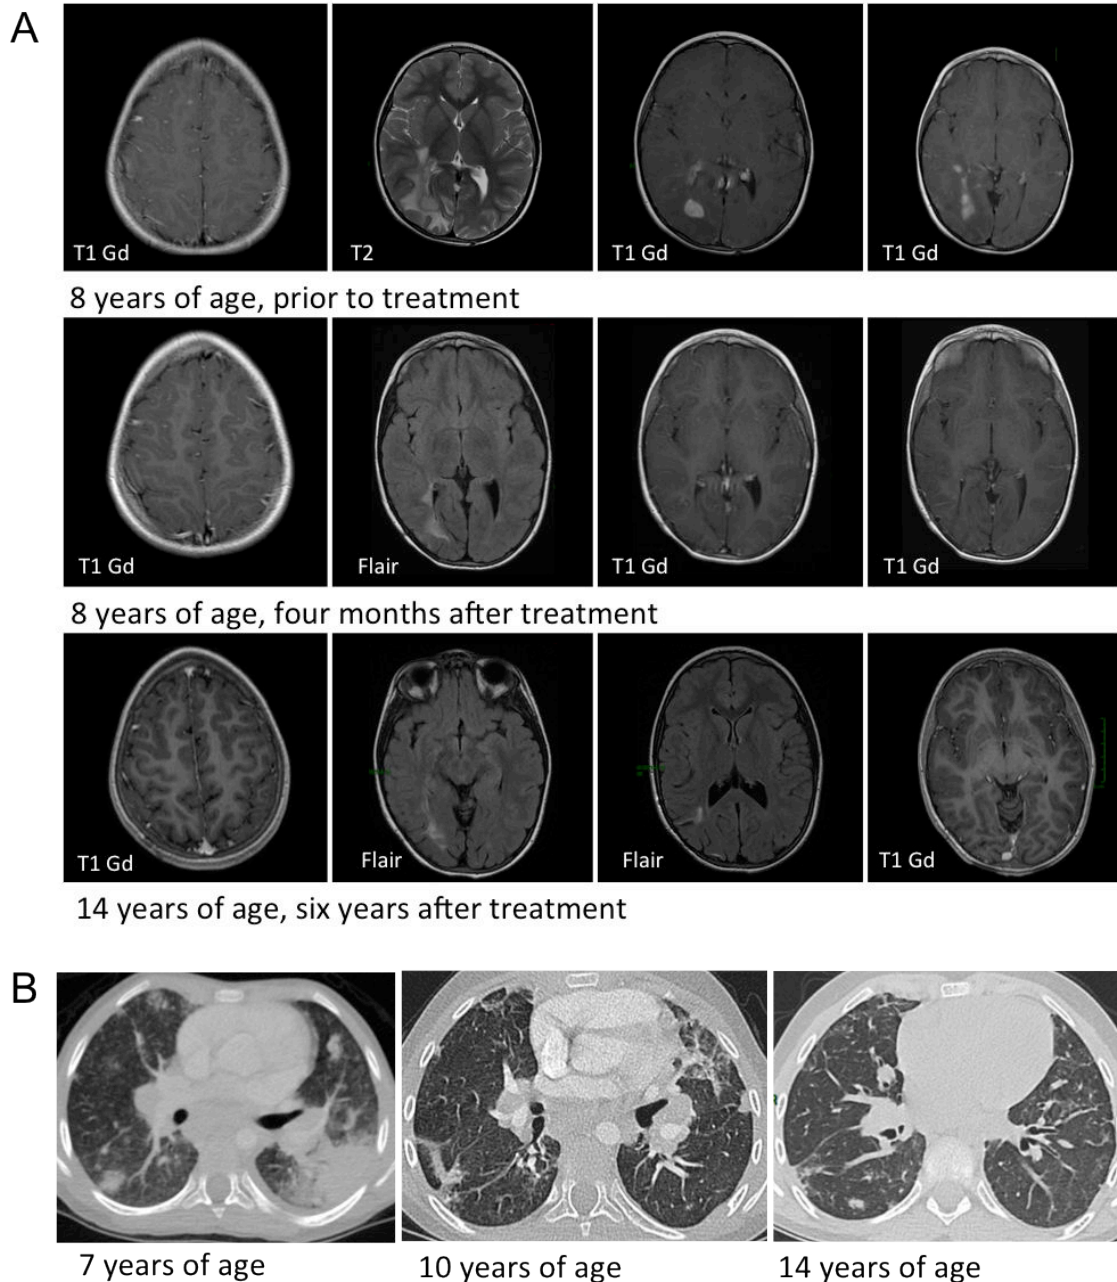 A
T1 Gd
T2
T1 Gd
T1 Gd
8 years of age, prior to treatment
T1 Gd
Flair
T1 Gd
T1 Gd
8 years of age, four months after treatment
T1 Gd
Flair
Flair
T1 Gd
14 years of age, six years after treatment
B
7 years of age
10 years of age
14 years of age